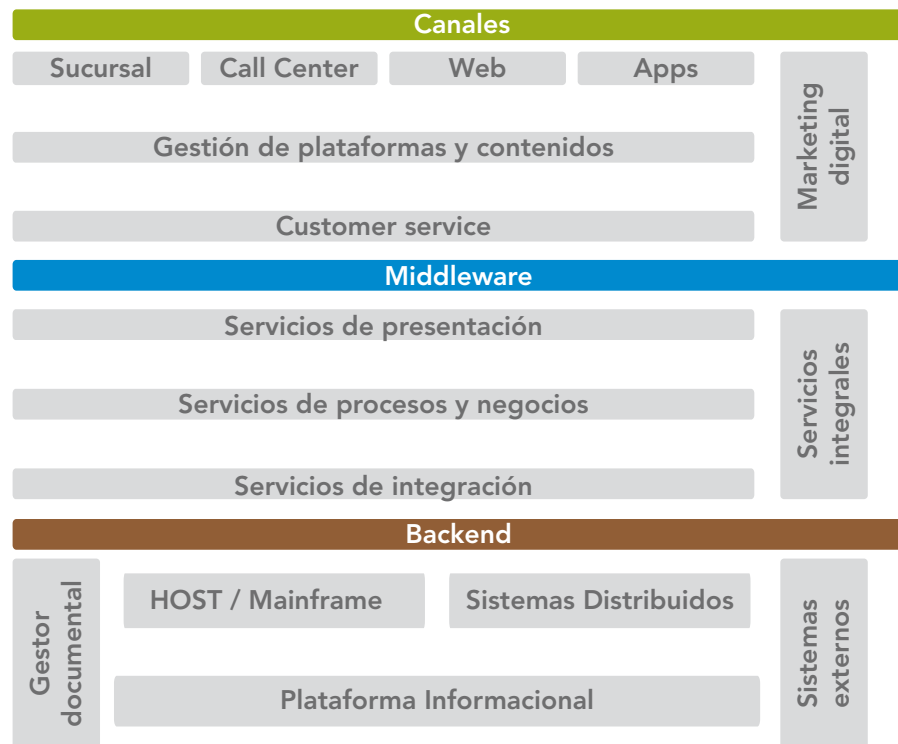 Canales
Sucursal
Call Center
Web
Apps
Marketing
digital
Gestión de plataformas y contenidos
Customer service
Middleware
Servicios de presentación
Servicios
integrales
Servicios de procesos y negocios
Servicios de integración
Backend
Gestor
documental
HOST / Mainframe
Sistemas Distribuidos
Sistemas
externos
Plataforma Informacional